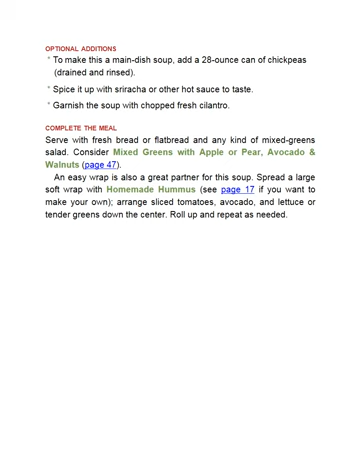 OPTIONAL ADDITIONS
* To make this a main-dish soup, add a 28-ounce can of chickpeas
(drained and rinsed).
* Spice it up with sriracha or other hot sauce to taste.
* Garnish the soup with chopped fresh cilantro.
COMPLETE THE MEAL
Serve with fresh bread or flatbread and any kind of mixed-greens
salad. Consider Mixed Greens with Apple or Pear, Avocado &
Walnuts (page 47).
An easy wrap is also a great partner for this soup. Spread a large
soft wrap with Homemade Hummus (see page 17 if you want to
make your own); arrange sliced tomatoes, avocado, and lettuce or
tender greens down the center. Roll up and repeat as needed.